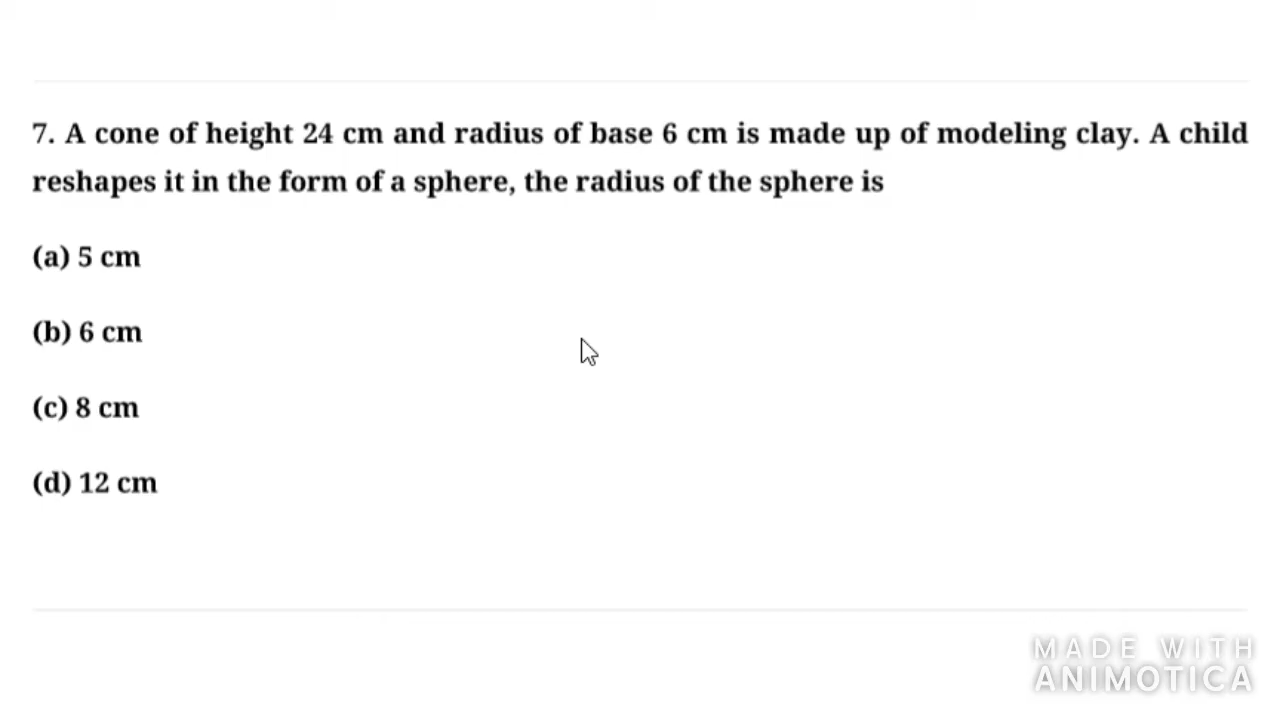 7. A cone of height 24 cm and radius of base 6 cm is made up of modeling clay. A child
reshapes it in the form of a sphere, the radius of the sphere is
(a) 5 cm
(b) 6 cm
(c) 8 cm
(d) 12 cm
MADE WITH
ANIMOTICA